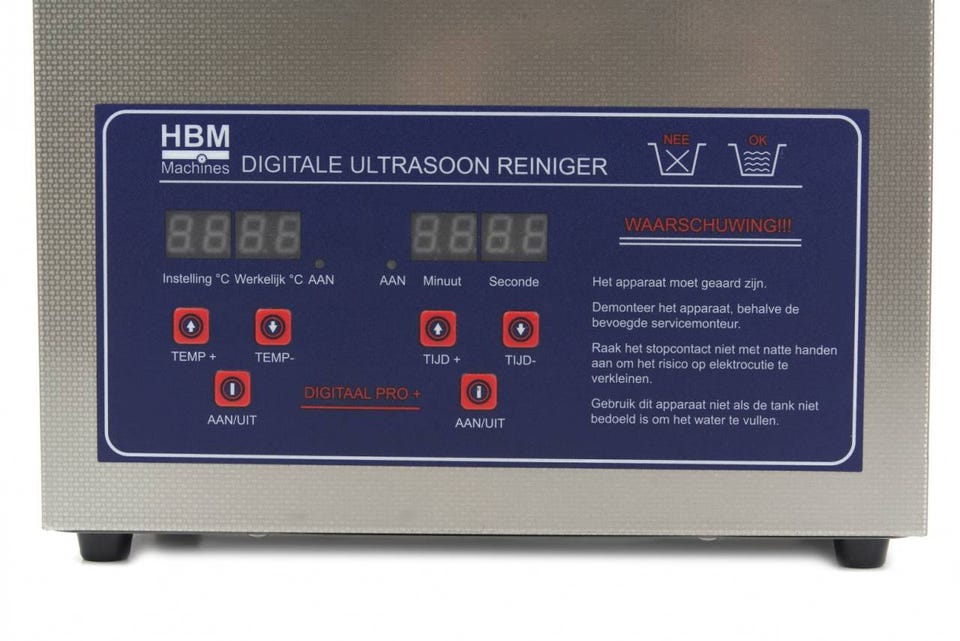 HBM
Machines DIGITALE ULTRASOON REINIGER
NEE OK
WAARSCHUWING!!!
Instelling °C Werkelijk °C AAN
AAN Minuut Seconde
TEMP + TEMP-
TIJD + TIJD-
AAN/UIT
DIGITAAL PRO +
AAN/UIT
Het apparaat moet geaard zijn.
Demonteer het apparaat, behalve de
bevoegde servicemonteur.
Raak het stopcontact niet met natte handen
aan om het risico op elektrocutie te
verkleinen.
Gebruik dit apparaat niet als de tank niet
bedoeld is om het water te vullen.